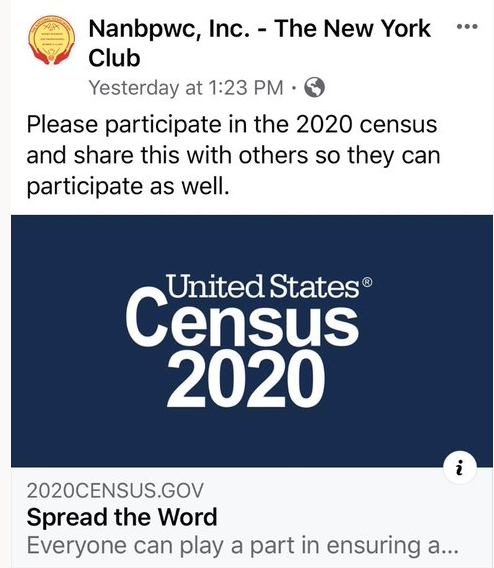 Nanbpwc, Inc. - The New York
Club
Yesterday at 1:23 PM ·
Please participate in the 2020 census
and share this with others so they can
participate as well.
United States®
Census
2020
i
2020CENSUS.GOV
Spread the Word
Everyone can play a part in ensuring a...